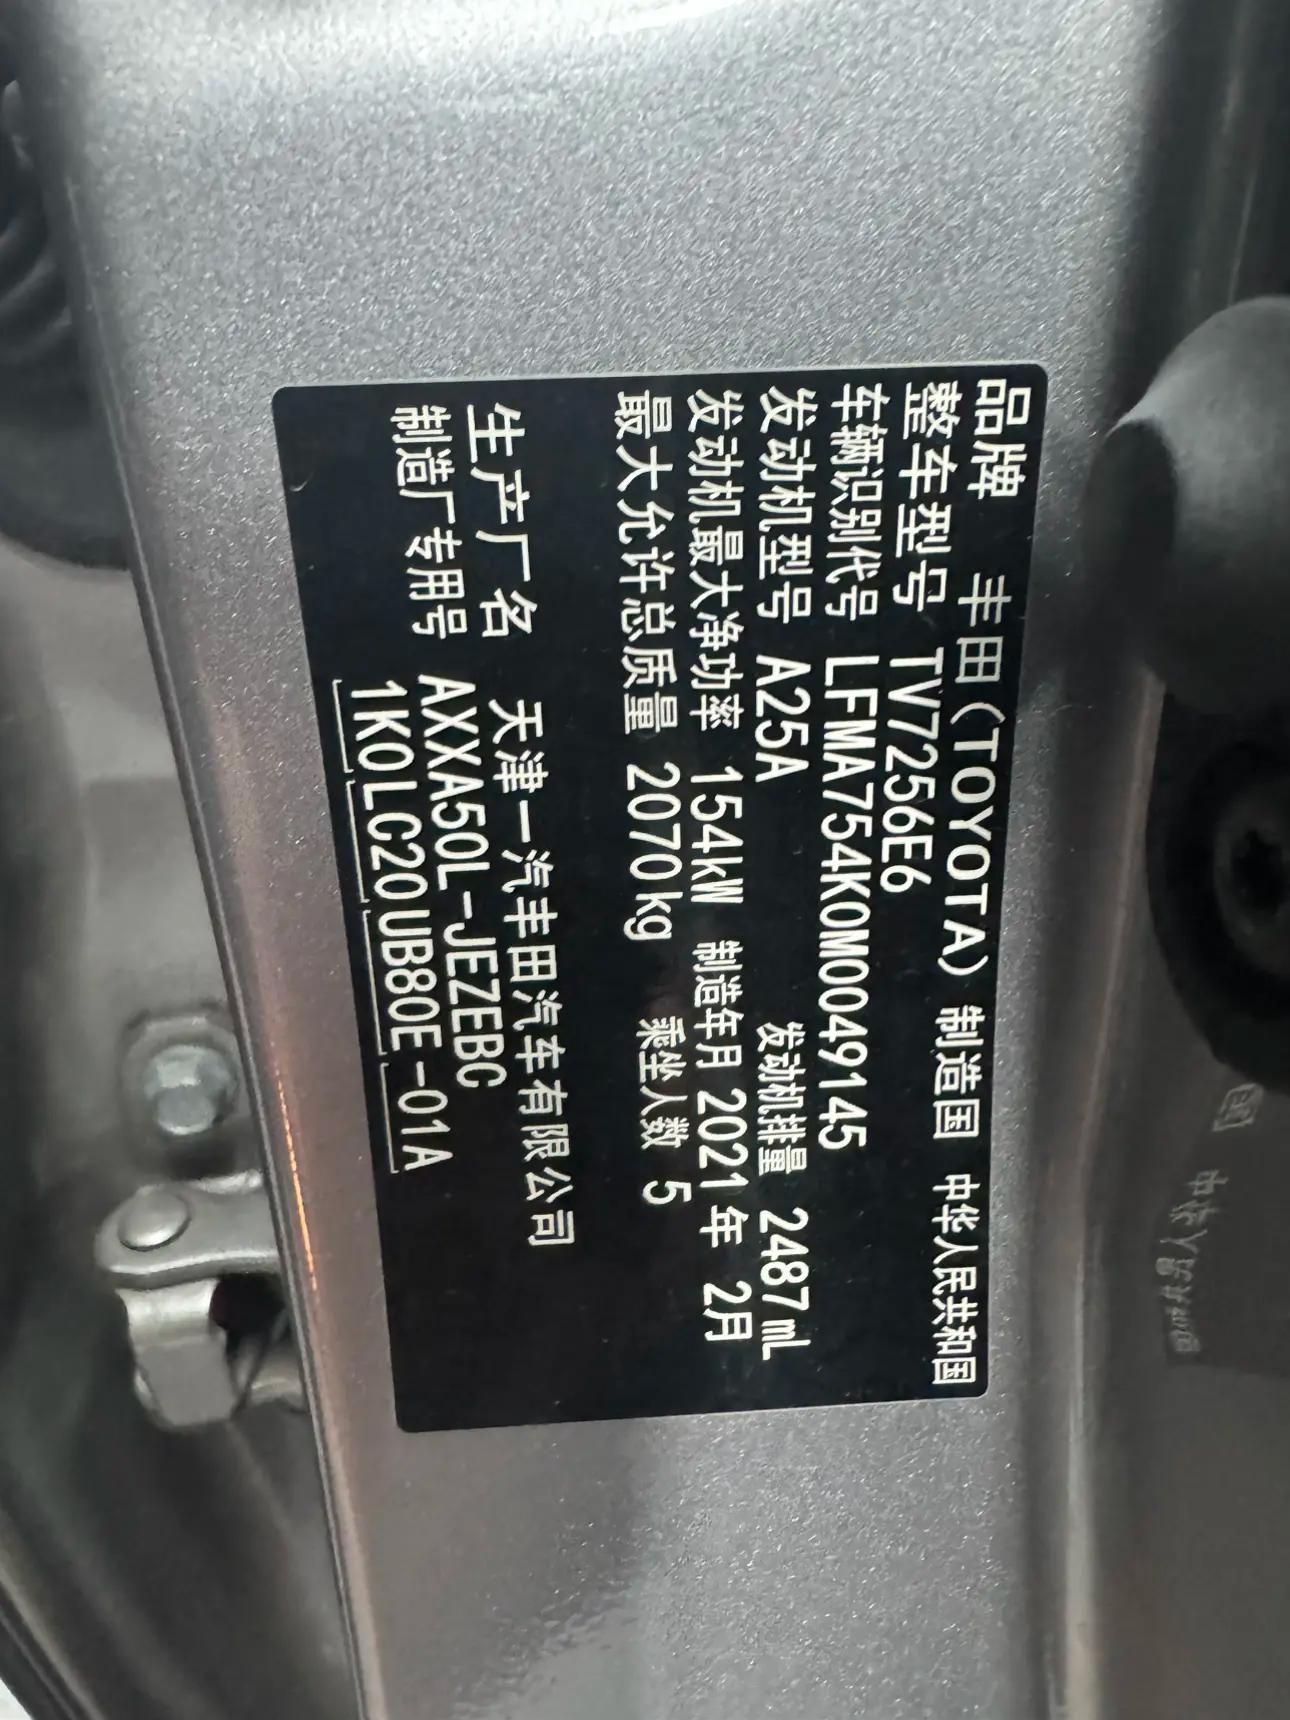 品牌 丰田(TOYOTA) 制造国 中华人民共和国
整车型号 TV7256E6
车辆识别代号 LFMA754K0M0049145
发动机型号 A25A 发动机排量 2487mL
发动机最大净功率 154kW 制造年月 2021年 2月
最大允许总质量 2070kg 乘坐人数 5
生产厂名 天津一汽丰田汽车有限公司
制造厂专用号 AXXA50L-JEZEBC
1K0LC20UB80E-01A